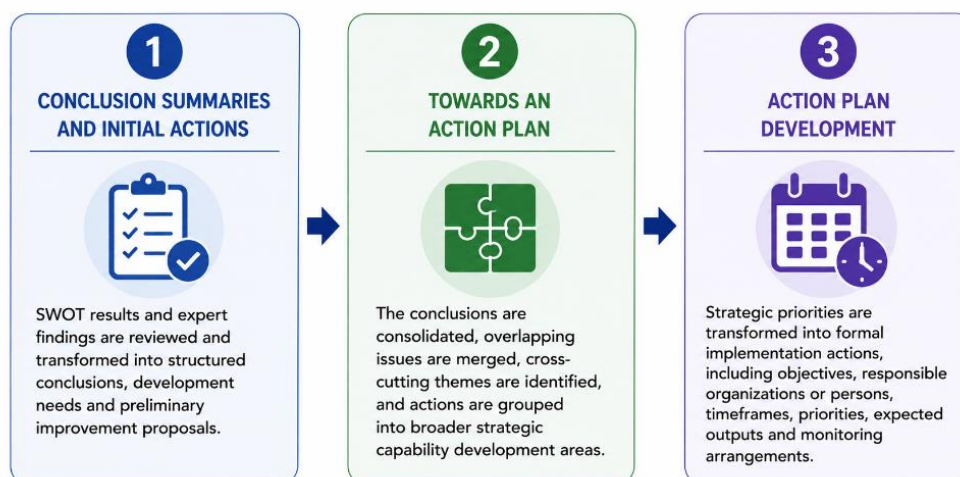 1
CONCLUSION SUMMARIES
AND INITIAL ACTIONS
SWOT results and expert
findings are reviewed and
transformed into structured
conclusions, development
needs and preliminary
improvement proposals.
2
TOWARDS AN
ACTION PLAN
The conclusions are
consolidated, overlapping
issues are merged, cross-
cutting themes are identified,
and actions are grouped
into broader strategic
capability development areas.
3
ACTION PLAN
DEVELOPMENT
Strategic priorities are
transformed into formal
implementation actions,
including objectives, responsible
organizations or persons,
timeframes, priorities, expected
outputs and monitoring
arrangements.